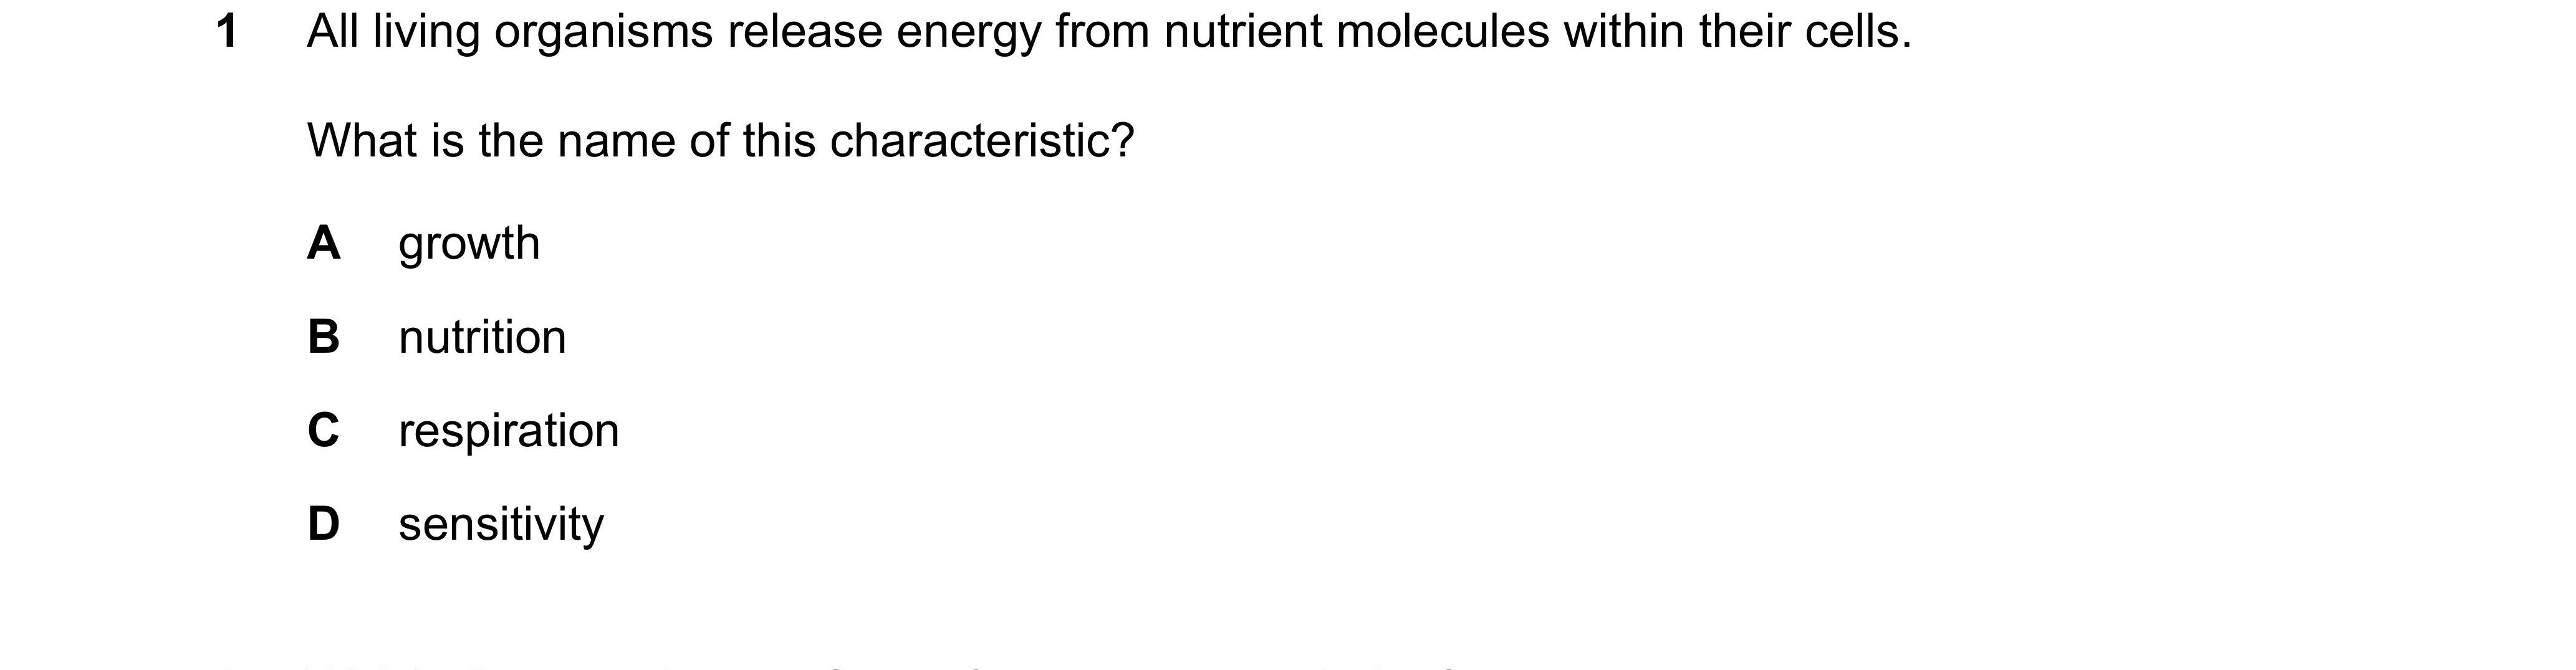 1 All living organisms release energy from nutrient molecules within their cells.
What is the name of this characteristic?
A growth
B nutrition
C respiration
D sensitivity